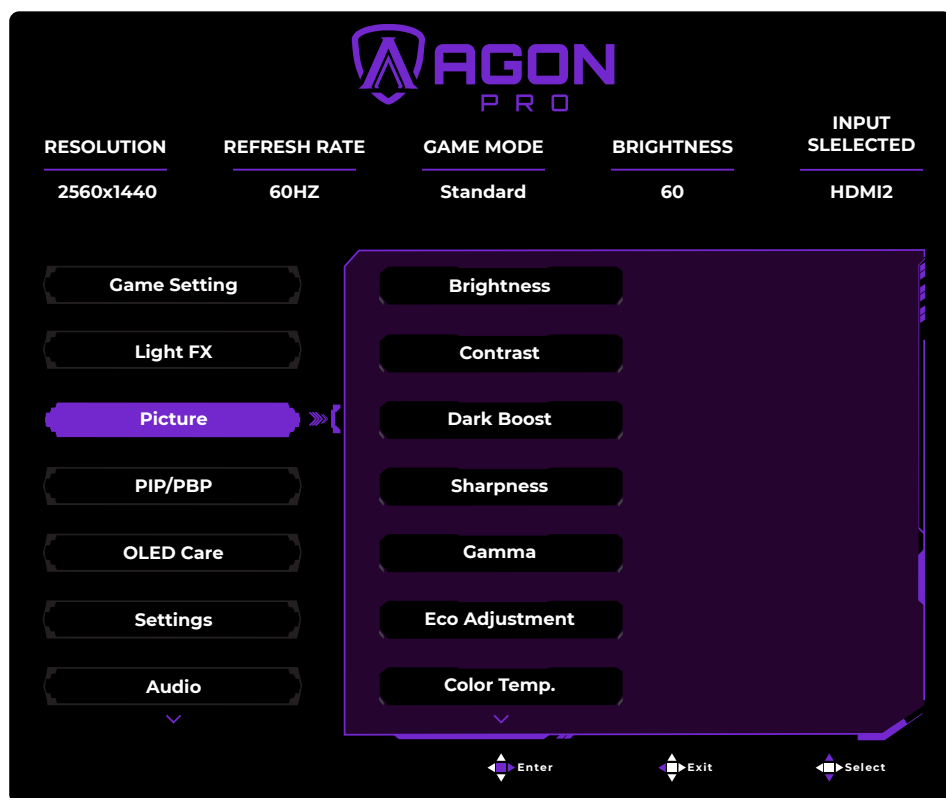 AGON
PRO
RESOLUTION
2560x1440
REFRESH RATE
60HZ
GAME MODE
Standard
BRIGHTNESS
60
INPUT
SLELECTED
HDMI2
Game Setting
Light FX
Picture
PIP/PBP
OLED Care
Settings
Audio
Brightness
Contrast
Dark Boost
Sharpness
Gamma
Eco Adjustment
Color Temp.
Enter
Exit
Select